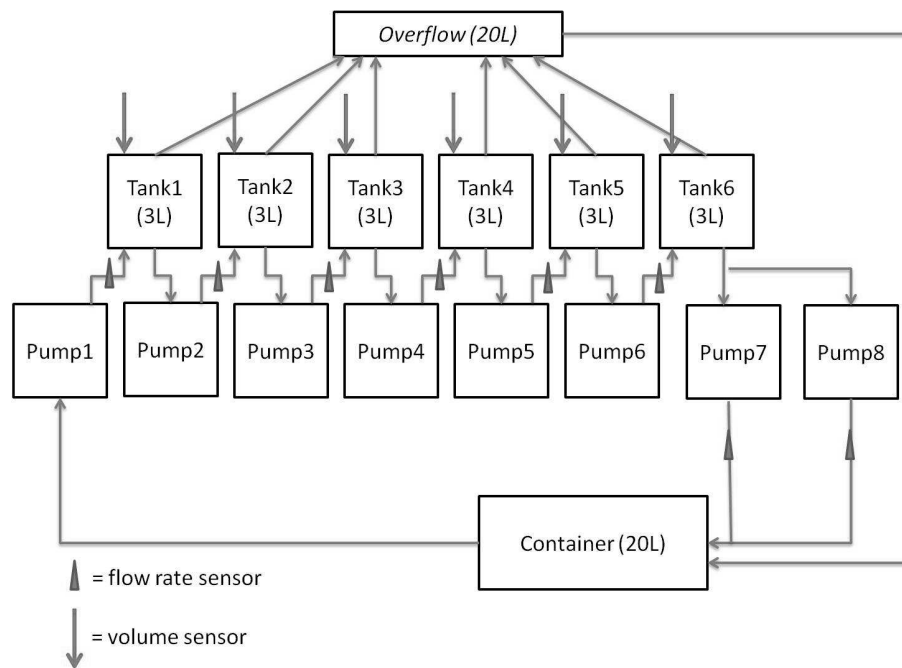 Overflow (20L)
Tank1
(3L)
Tank2
(3L)
Tank3
(3L)
Tank4
(3L)
Tank5
(3L)
Tank6
(3L)
Pump1
Pump2
Pump3
Pump4
Pump5
Pump6
Pump7
Pump8
Container (20L)
= flow rate sensor
= volume sensor